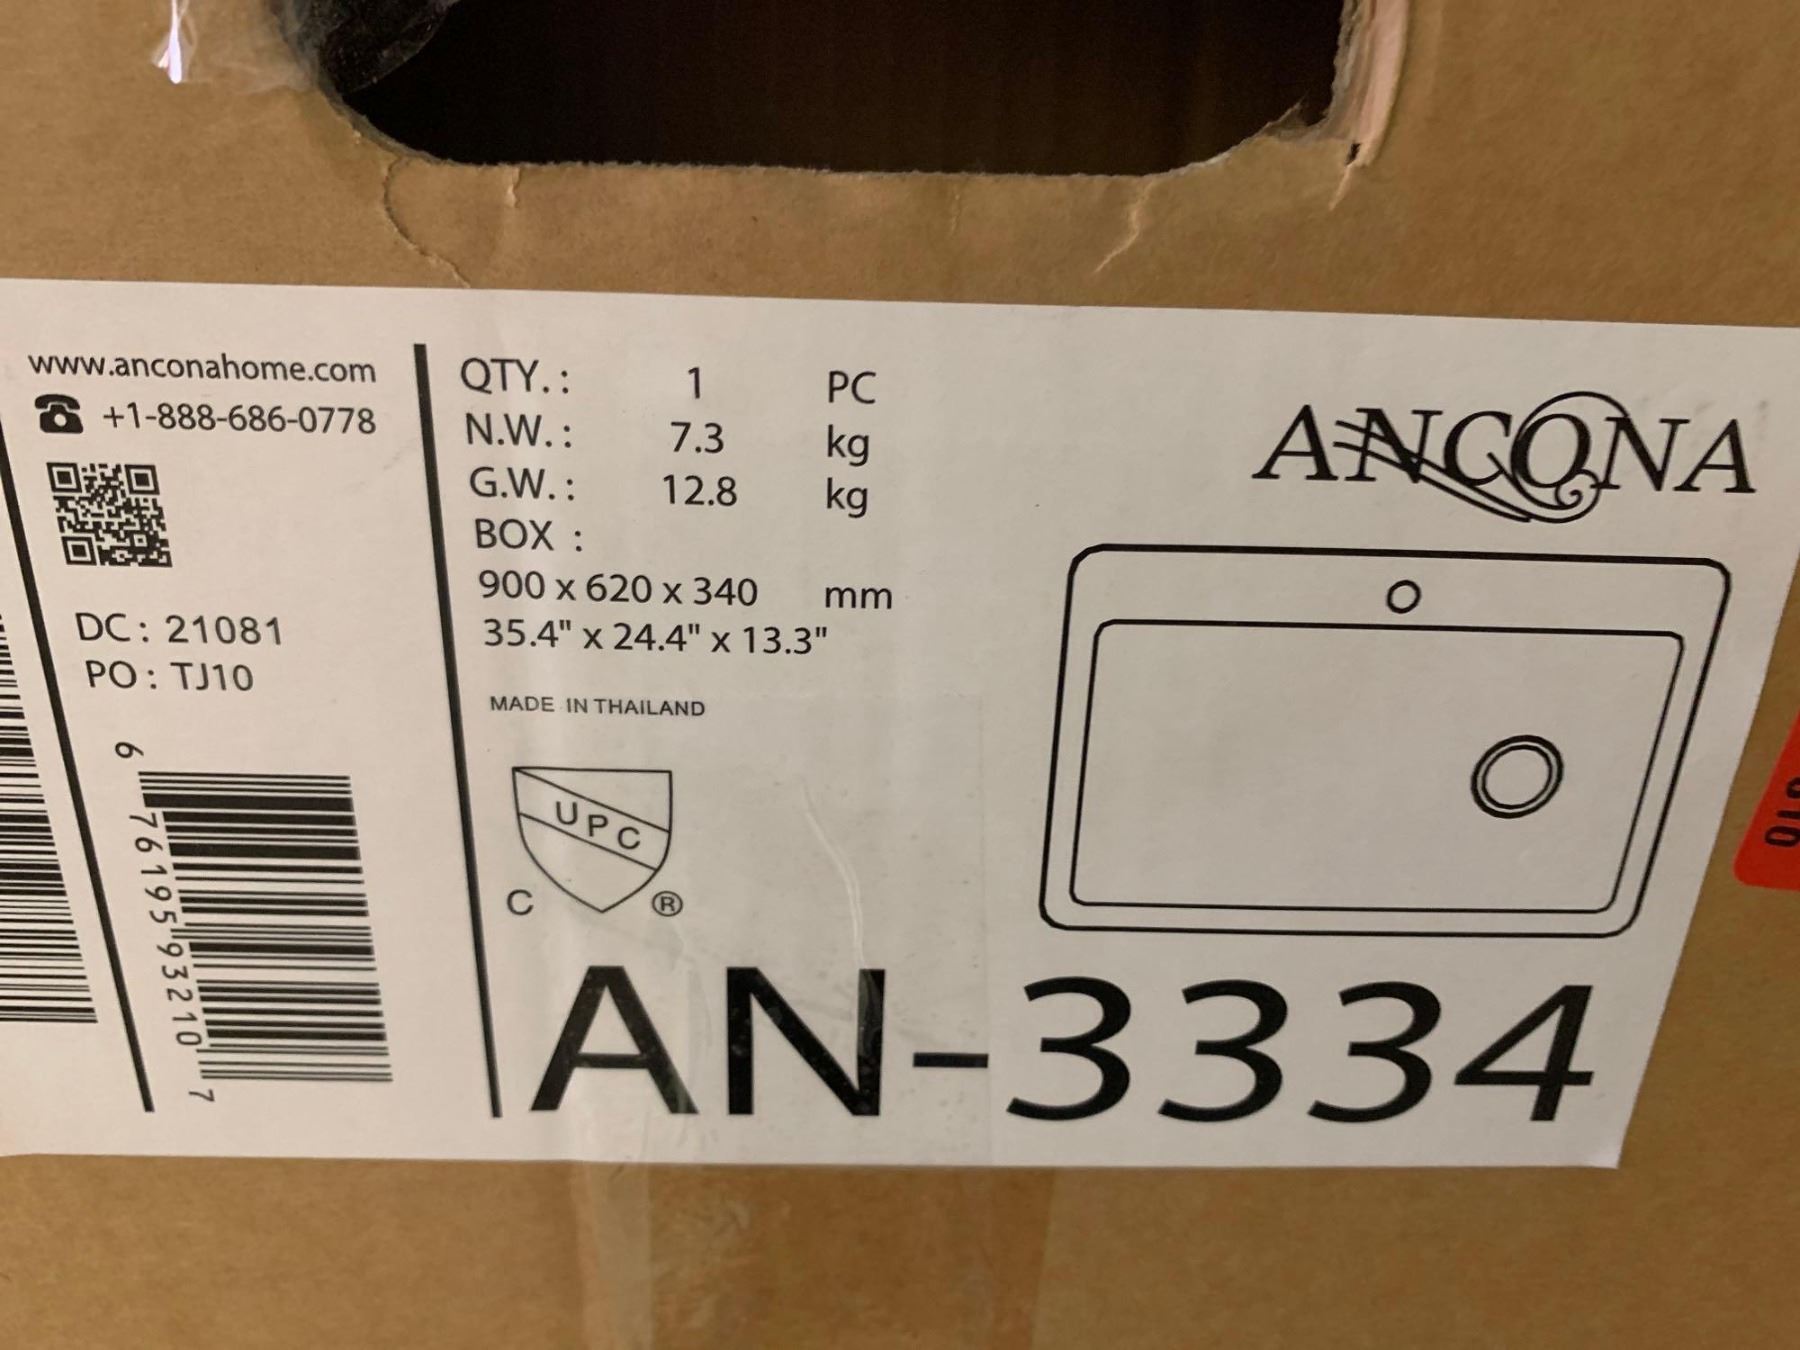 www.anconahome.com
+1-888-686-0778
DC: 21081
PO: TJ10
6 76195 93210 7
QTY.: 1 PC
N.W.: 7.3 kg
G.W.: 12.8 kg
BOX :
900 x 620 x 340 mm
35.4" x 24.4" x 13.3"
MADE IN THAILAND
UPC
C ®
ANCONA
AN-3334